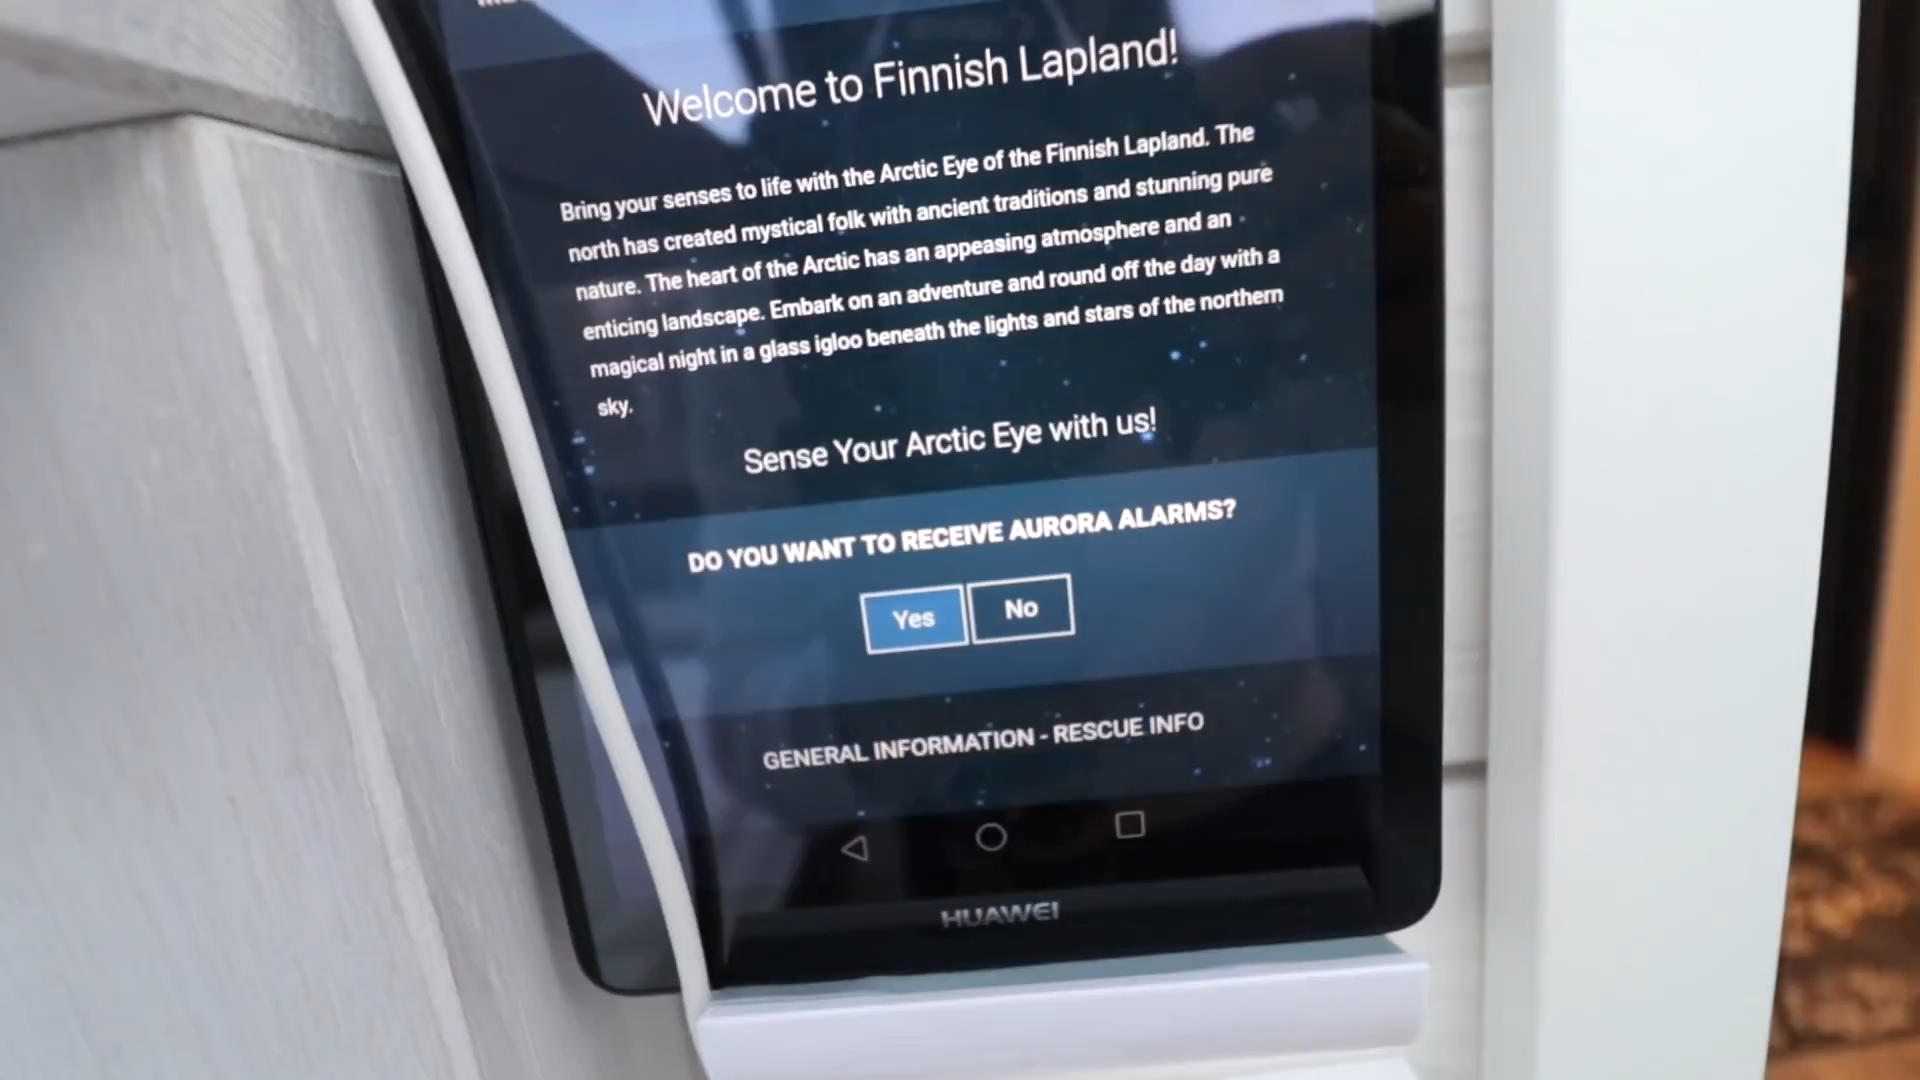 Welcome to Finnish Lapland!
Bring your senses to life with the Arctic Eye of the Finnish Lapland. The
north has created mystical folk with ancient traditions and stunning pure
nature. The heart of the Arctic has an appeasing atmosphere and an
enticing landscape. Embark on an adventure and round off the day with a
magical night in a glass igloo beneath the lights and stars of the northern
sky.
Sense Your Arctic Eye with us!
DO YOU WANT TO RECEIVE AURORA ALARMS?
Yes No
GENERAL INFORMATION - RESCUE INFO
HUAWEI